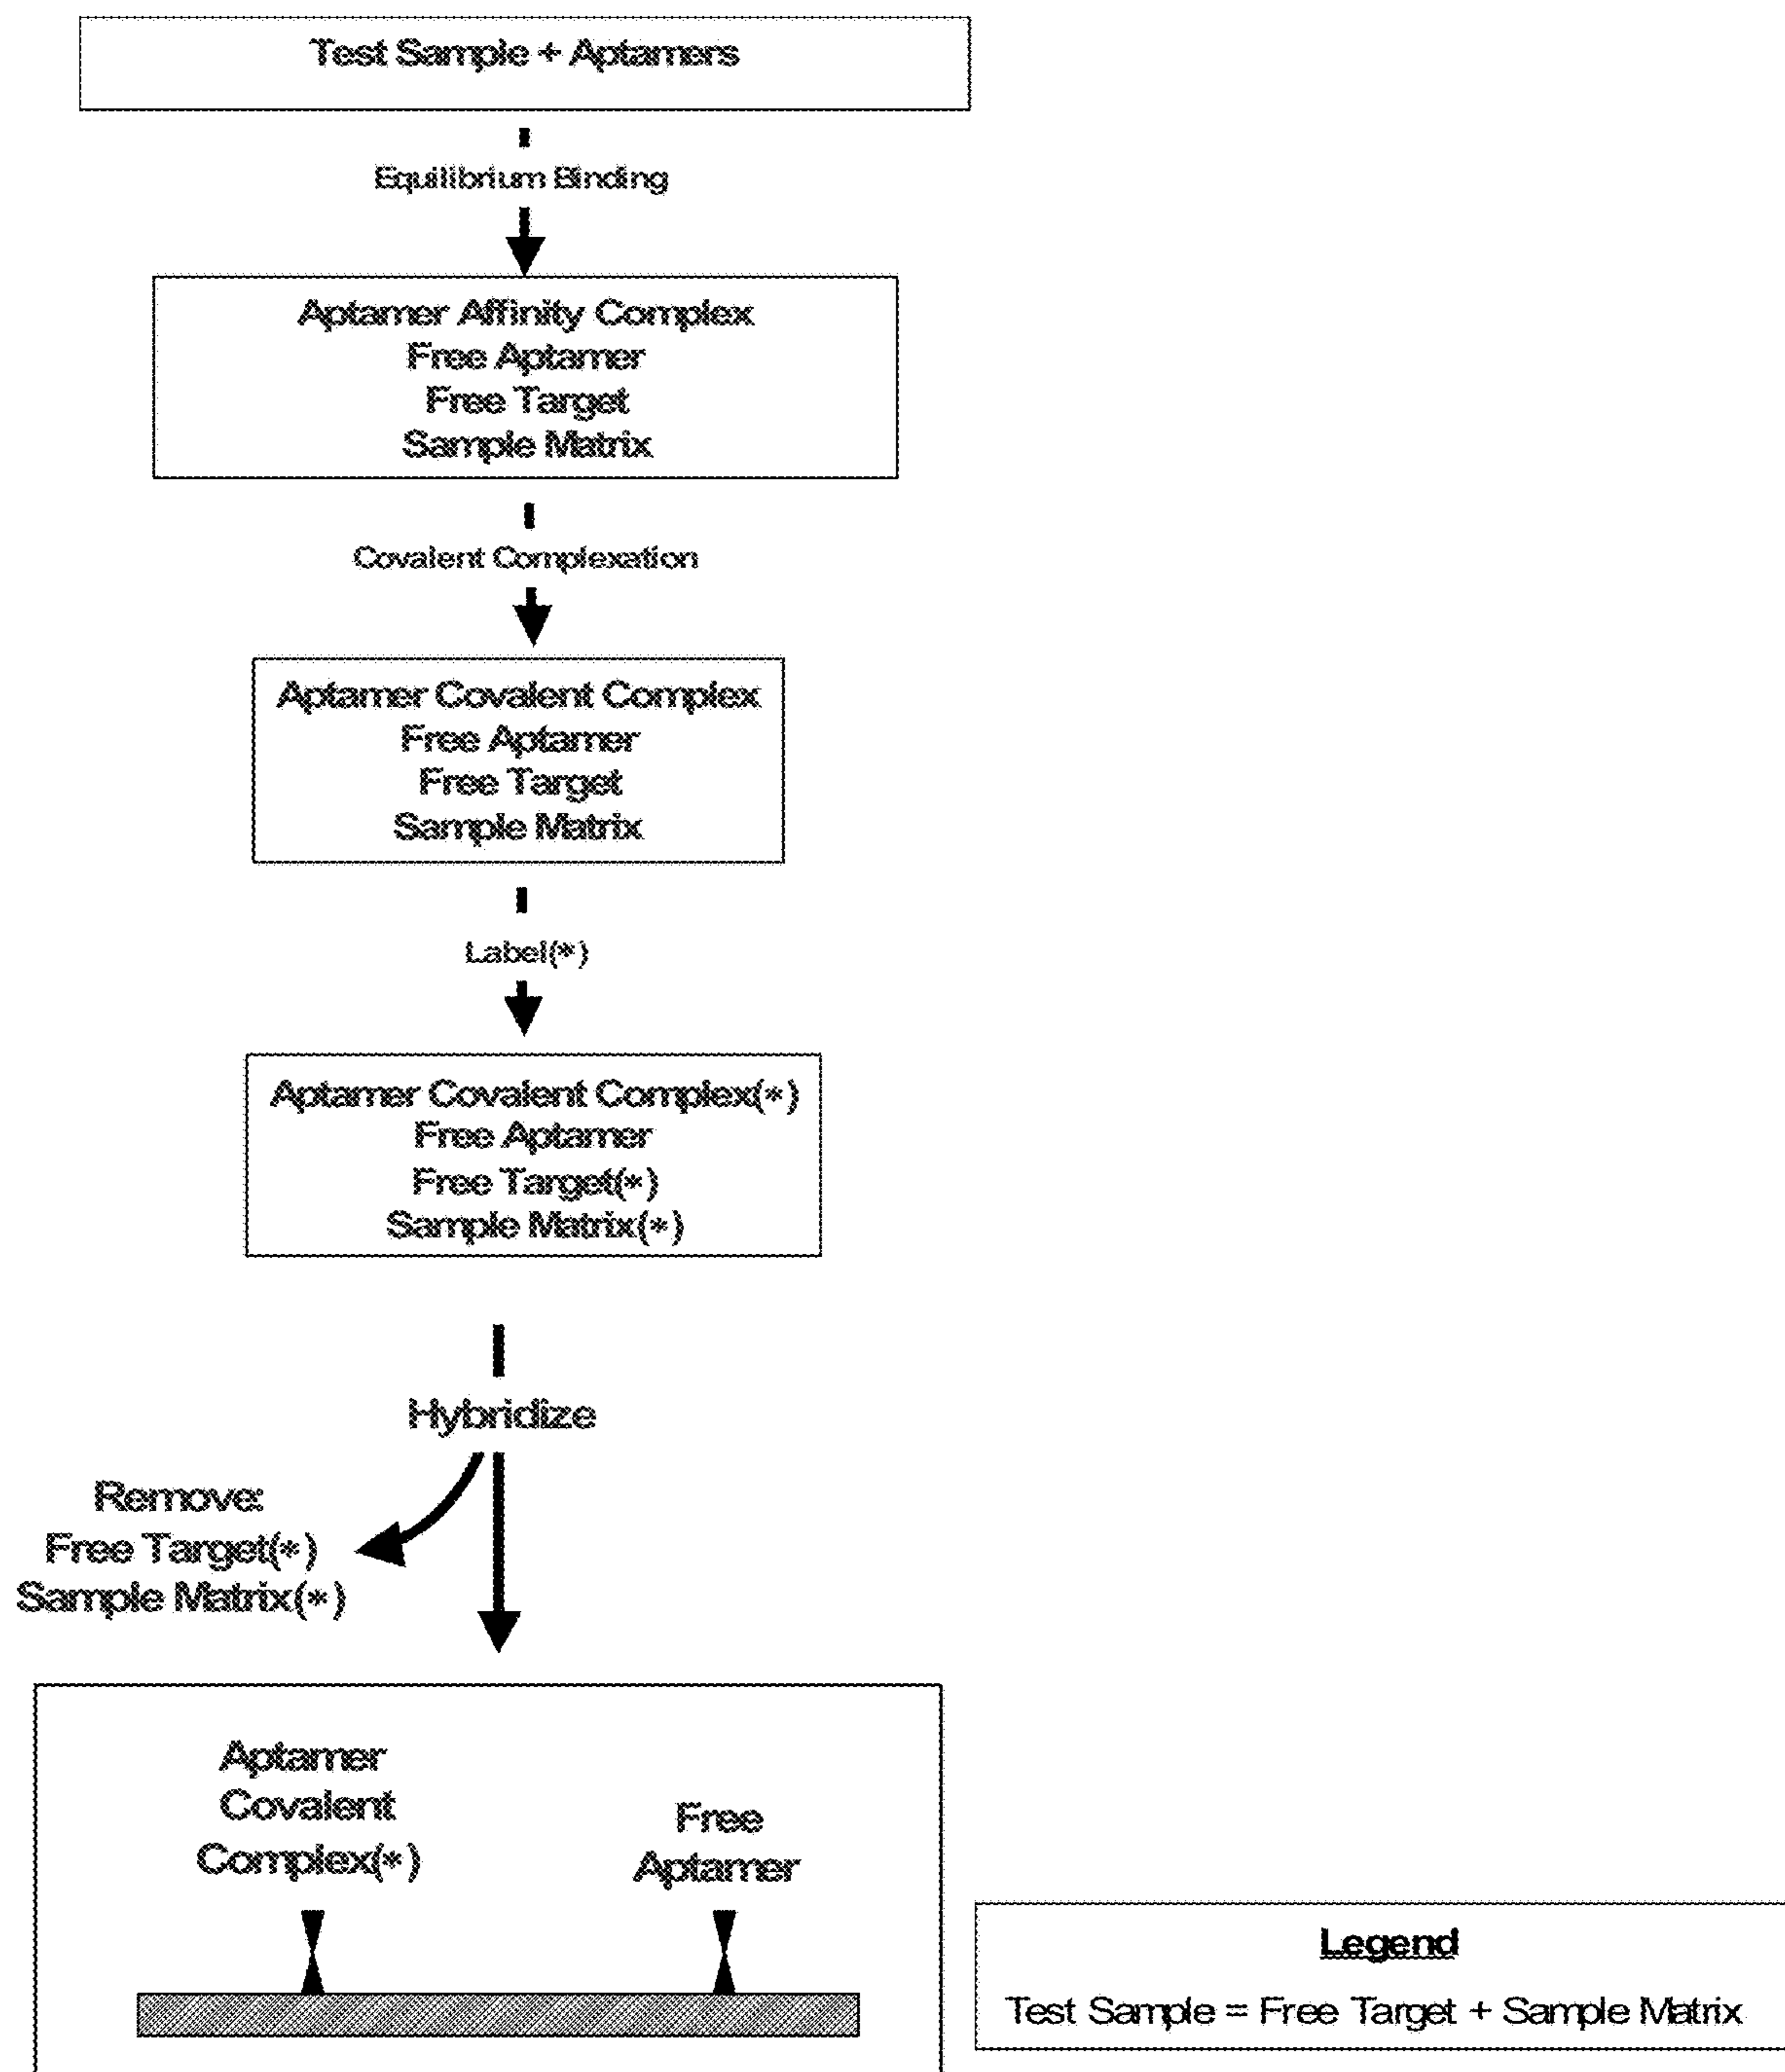 Test Sample + Aptamers
Equilibrium Binding
Aptamer Affinity Complex
Free Aptamer
Free Target
Sample Matrix
Covalent Complexation
Aptamer Covalent Complex
Free Aptamer
Free Target
Sample Matrix
Label(*)
Aptamer Covalent Complex(*)
Free Aptamer
Free Target(*)
Sample Matrix(*)
Hybridize
Remove:
Free Target(*)
Sample Matrix(*)
Aptamer
Covalent
Complex(*)
Free
Aptamer
Legend
Test Sample = Free Target + Sample Matrix